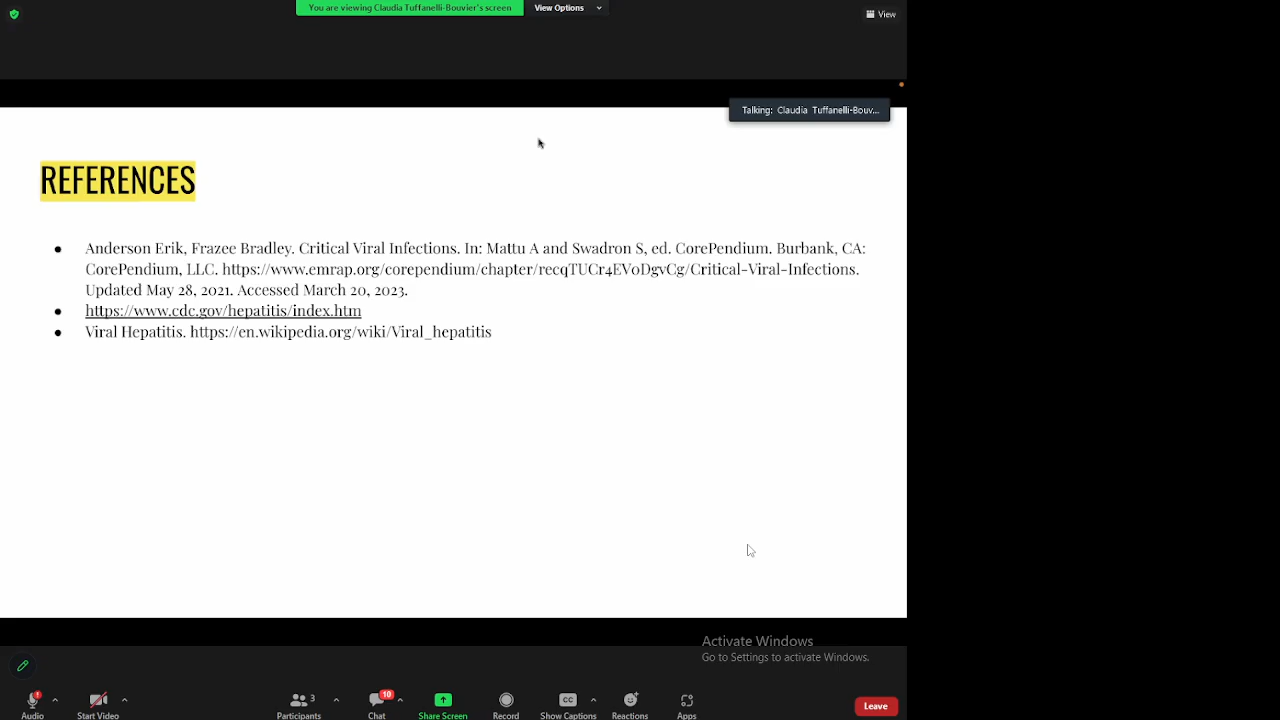 You are viewing Claudia Tuffanelli-Bouvier's screen
View Options
View
Talking: Claudia Tuffanelli-Bouv...
REFERENCES
● Anderson Erik, Frazee Bradley. Critical Viral Infections. In: Mattu A and Swadron S, ed. CorePendium. Burbank, CA:
CorePendium, LLC. https://www.emrap.org/corependium/chapter/recqTUCr4EVoDgvCg/Critical-Viral-Infections.
Updated May 28, 2021. Accessed March 20, 2023.
● https://www.cdc.gov/hepatitis/index.htm
● Viral Hepatitis. https://en.wikipedia.org/wiki/Viral_hepatitis
Activate Windows
Go to Settings to activate Windows.
3
10
CC
Audio
Start Video
Participants
Chat
Share Screen
Record
Show Captions
Reactions
Apps
Leave